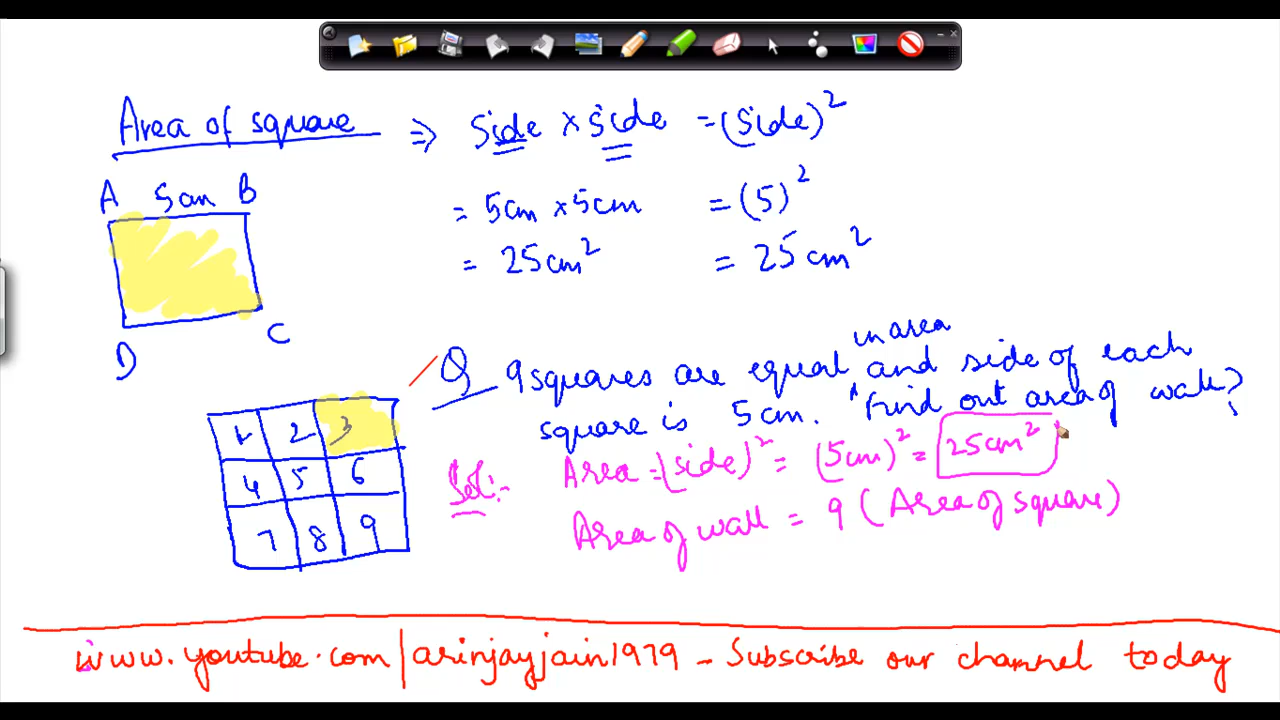 Area of square ⇒ Side × Side = (Side)²
A 5cm B
= 5cm × 5cm = (5)²
= 25cm² = 25cm²
D C
Q 9 squares are equal in area and side of each
square is 5cm. Find out area of wall?
1 2 3
4 5 6
7 8 9
Sol:- Area = (side)² = (5cm)² = 25cm²
Area of wall = 9 (Area of square)
www.youtube.com/arinjayjain1979 - Subscribe our channel today